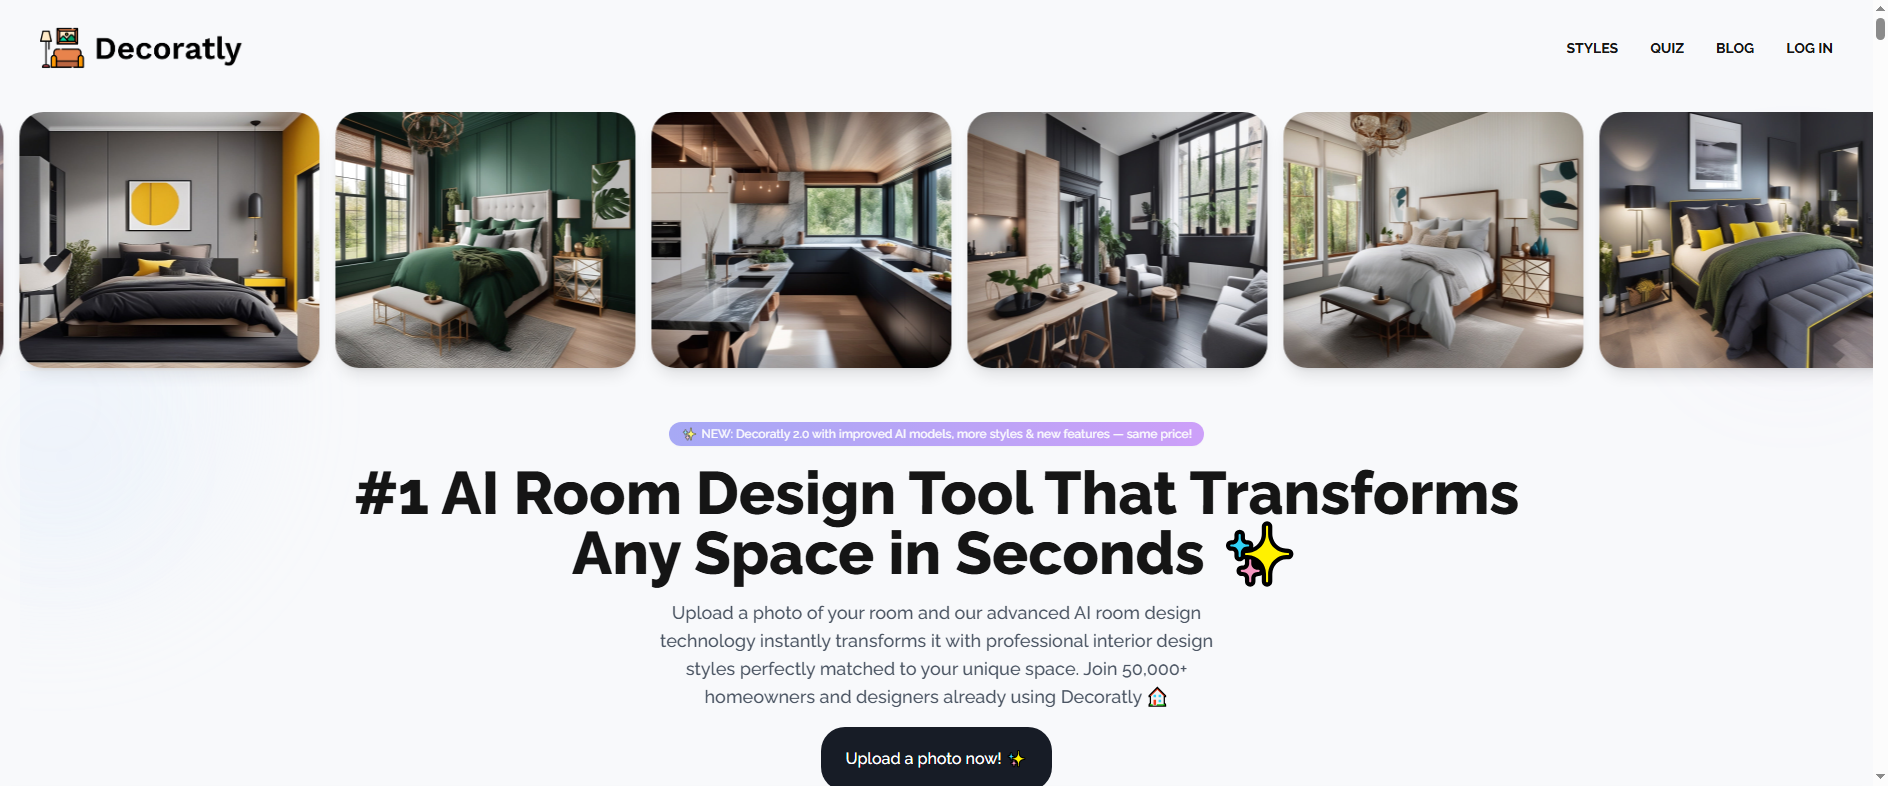 Decoratly
STYLES
QUIZ
BLOG
LOG IN
✨ NEW: Decoratly 2.0 with improved AI models, more styles & new features — same price!
#1 AI Room Design Tool That Transforms
Any Space in Seconds ✨
Upload a photo of your room and our advanced AI room design
technology instantly transforms it with professional interior design
styles perfectly matched to your unique space. Join 50,000+
homeowners and designers already using Decoratly 🏠
Upload a photo now! ✨